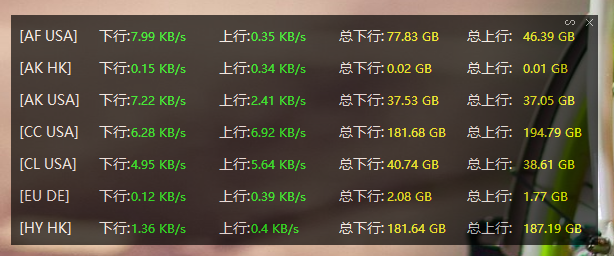 [AF USA] 下行:7.99 KB/s 上行:0.35 KB/s 总下行: 77.83 GB 总上行: 46.39 GB
[AK HK] 下行:0.15 KB/s 上行:0.34 KB/s 总下行: 0.02 GB 总上行: 0.01 GB
[AK USA] 下行:7.22 KB/s 上行:2.41 KB/s 总下行: 37.53 GB 总上行: 37.05 GB
[CC USA] 下行:6.28 KB/s 上行:6.92 KB/s 总下行: 181.68 GB 总上行: 194.79 GB
[CL USA] 下行:4.95 KB/s 上行:5.64 KB/s 总下行: 40.74 GB 总上行: 38.61 GB
[EU DE] 下行:0.12 KB/s 上行:0.39 KB/s 总下行: 2.08 GB 总上行: 1.77 GB
[HY HK] 下行:1.36 KB/s 上行:0.4 KB/s 总下行: 181.64 GB 总上行: 187.19 GB